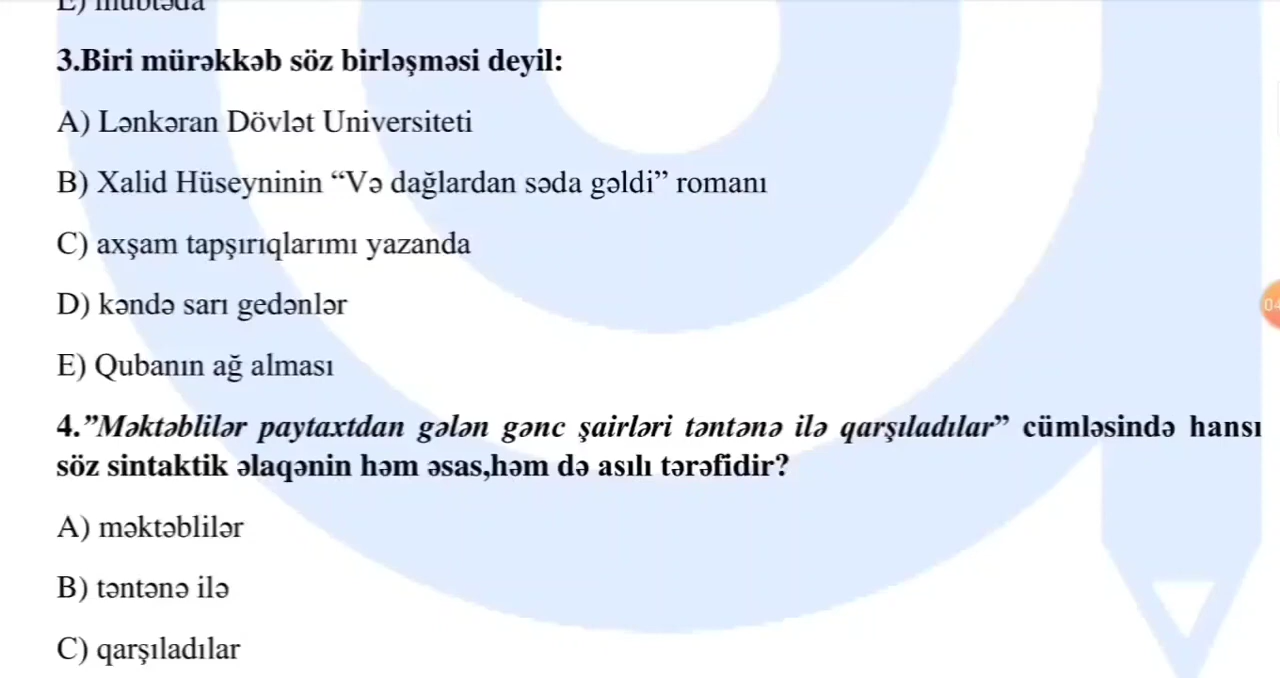 E) mübtəda
3.Biri mürəkkəb söz birləşməsi deyil:
A) Lənkəran Dövlət Universiteti
B) Xalid Hüseyninin “Və dağlardan səda gəldi” romanı
C) axşam tapşırıqlarımı yazanda
D) kəndə sarı gedənlər
E) Qubanın ağ alması
4.”Məktəblilər paytaxtdan gələn gənc şairləri təntənə ilə qarşıladılar” cümləsində hansı
söz sintaktik əlaqənin həm əsas,həm də asılı tərəfidir?
A) məktəblilər
B) təntənə ilə
C) qarşıladılar
04